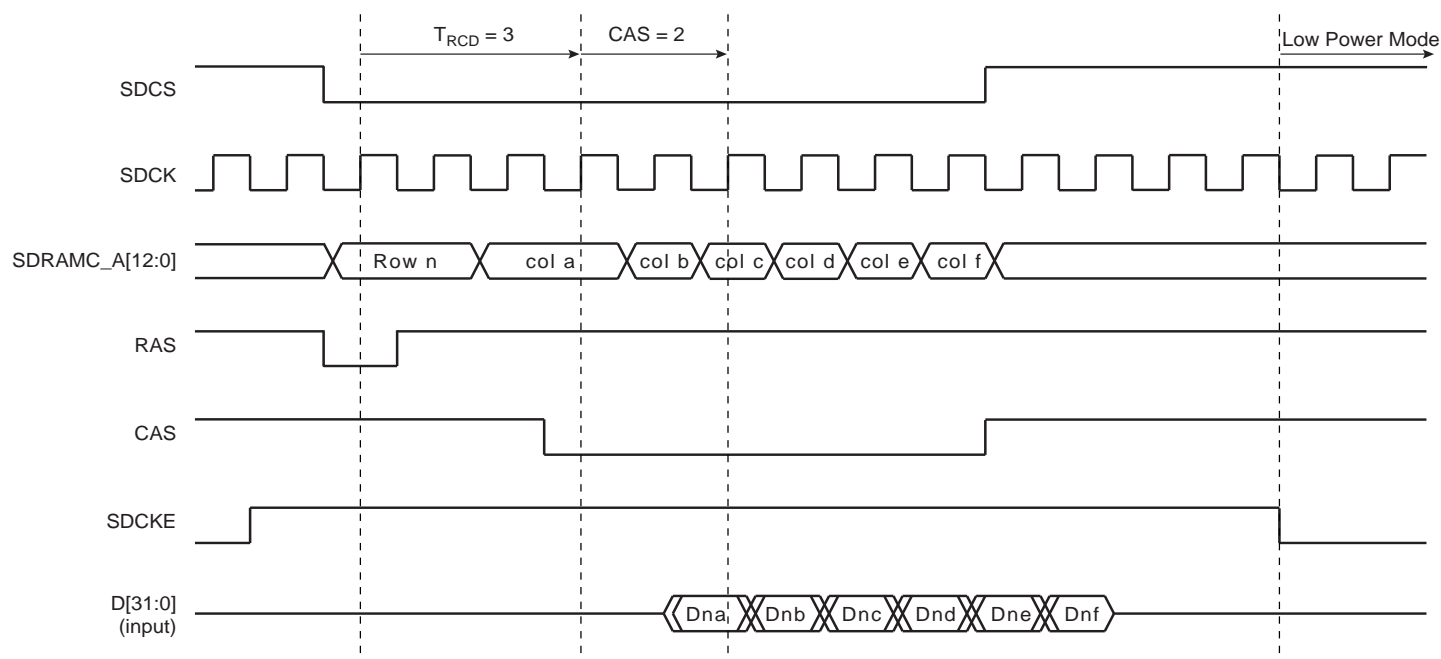 T_RCD = 3
CAS = 2
Low Power Mode
SDCS
SDCK
SDRAMC_A[12:0]
Row n
col a
col b
col c
col d
col e
col f
RAS
CAS
SDCKE
D[31:0]
(input)
Dna
Dnb
Dnc
Dnd
Dne
Dnf